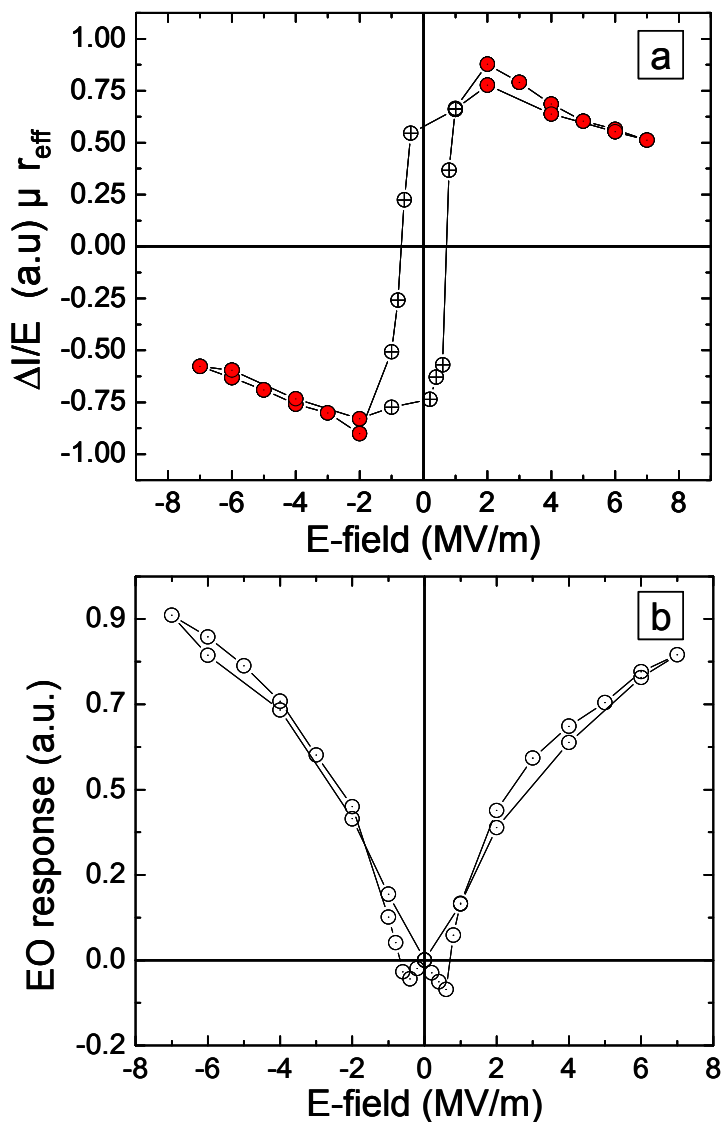 a
1.00
0.75
0.50
0.25
0.00
-0.25
-0.50
-0.75
-1.00
ΔI/E (a.u) μ r_eff
-8 -6 -4 -2 0 2 4 6 8
E-field (MV/m)
b
0.9
0.7
0.5
0.2
0.0
-0.2
EO response (a.u.)
-8 -6 -4 -2 0 2 4 6 8
E-field (MV/m)